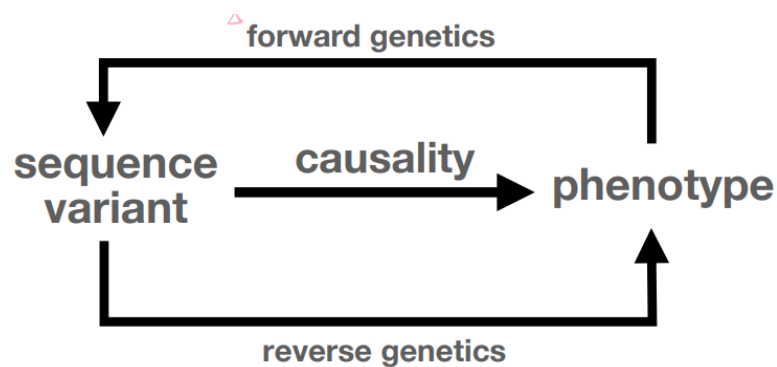 forward genetics
causality
sequence
variant
phenotype
reverse genetics